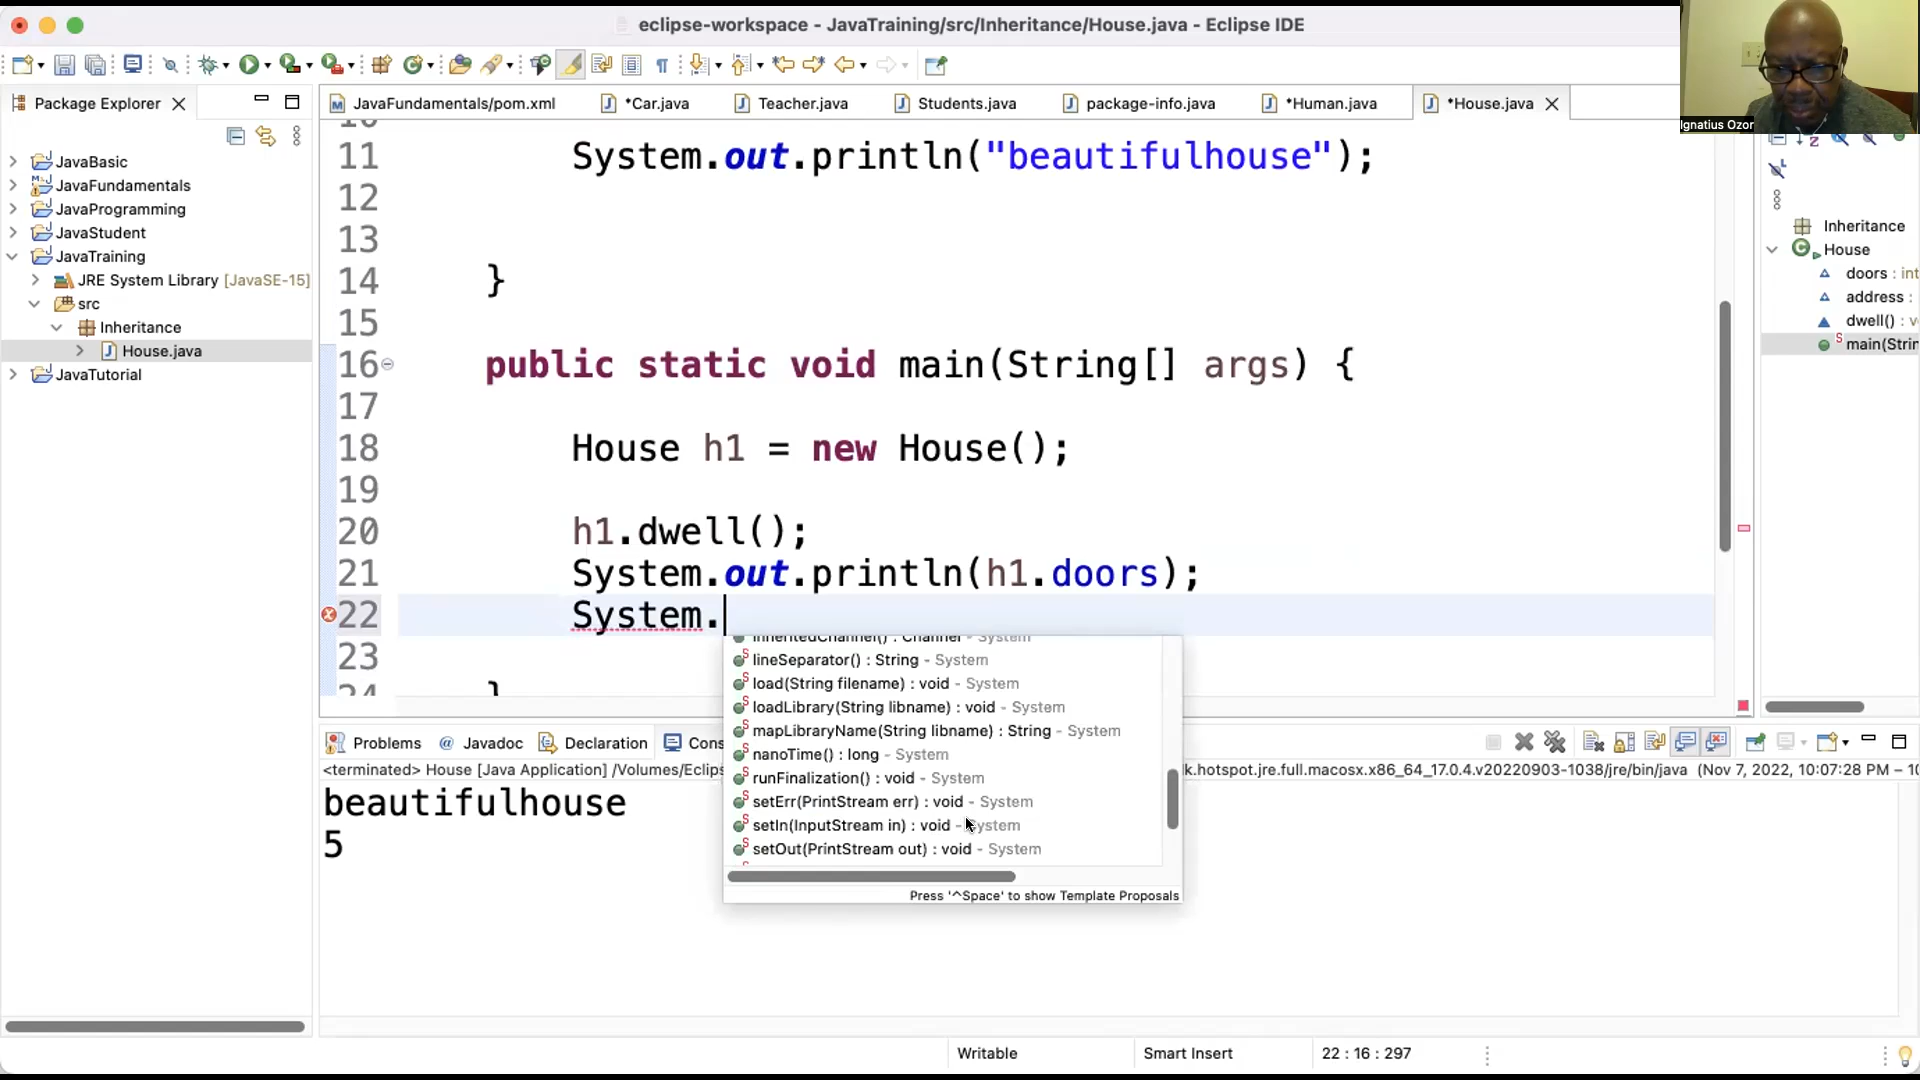 eclipse-workspace - JavaTraining/src/Inheritance/House.java - Eclipse IDE
Ignatius Ozor
Package Explorer
JavaFundamentals/pom.xml
*Car.java
Teacher.java
Students.java
package-info.java
*Human.java
*House.java
JavaBasic
JavaFundamentals
JavaProgramming
JavaStudent
JavaTraining
JRE System Library [JavaSE-15]
src
Inheritance
House.java
JavaTutorial
11 System.out.println("beautifulhouse");
12
13
14 }
15
16 public static void main(String[] args) {
17
18 House h1 = new House();
19
20 h1.dwell();
21 System.out.println(h1.doors);
22 System.
23
24 }
inheritedChannel() : Channel - System
lineSeparator() : String - System
load(String filename) : void - System
loadLibrary(String libname) : void - System
mapLibraryName(String libname) : String - System
nanoTime() : long - System
runFinalization() : void - System
setErr(PrintStream err) : void - System
setIn(InputStream in) : void - System
setOut(PrintStream out) : void - System
Press '^Space' to show Template Proposals
Inheritance
House
doors : int
address :
dwell() : v
main(Strin
Problems
@ Javadoc
Declaration
Cons
<terminated> House [Java Application] /Volumes/Eclips
k.hotspot.jre.full.macosx.x86_64_17.0.4.v20220903-1038/jre/bin/java (Nov 7, 2022, 10:07:28 PM – 10
beautifulhouse
5
Writable
Smart Insert
22 : 16 : 297